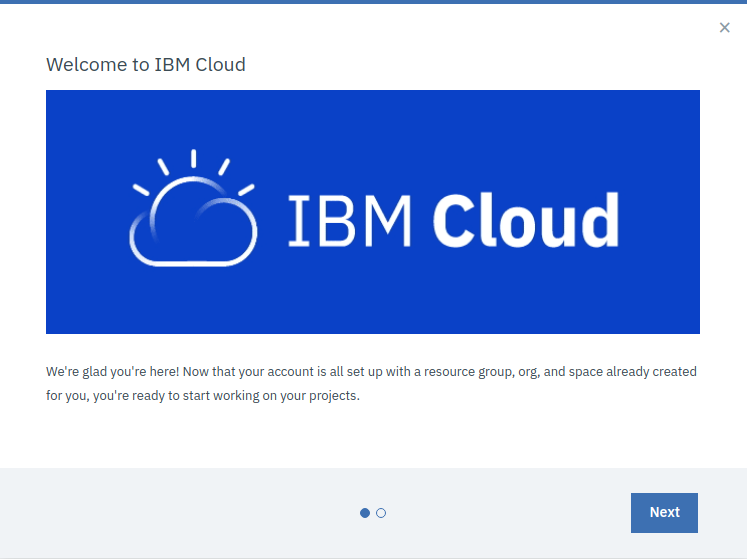 Welcome to IBM Cloud
IBM Cloud
We're glad you're here! Now that your account is all set up with a resource group, org, and space already created
for you, you're ready to start working on your projects.
Next